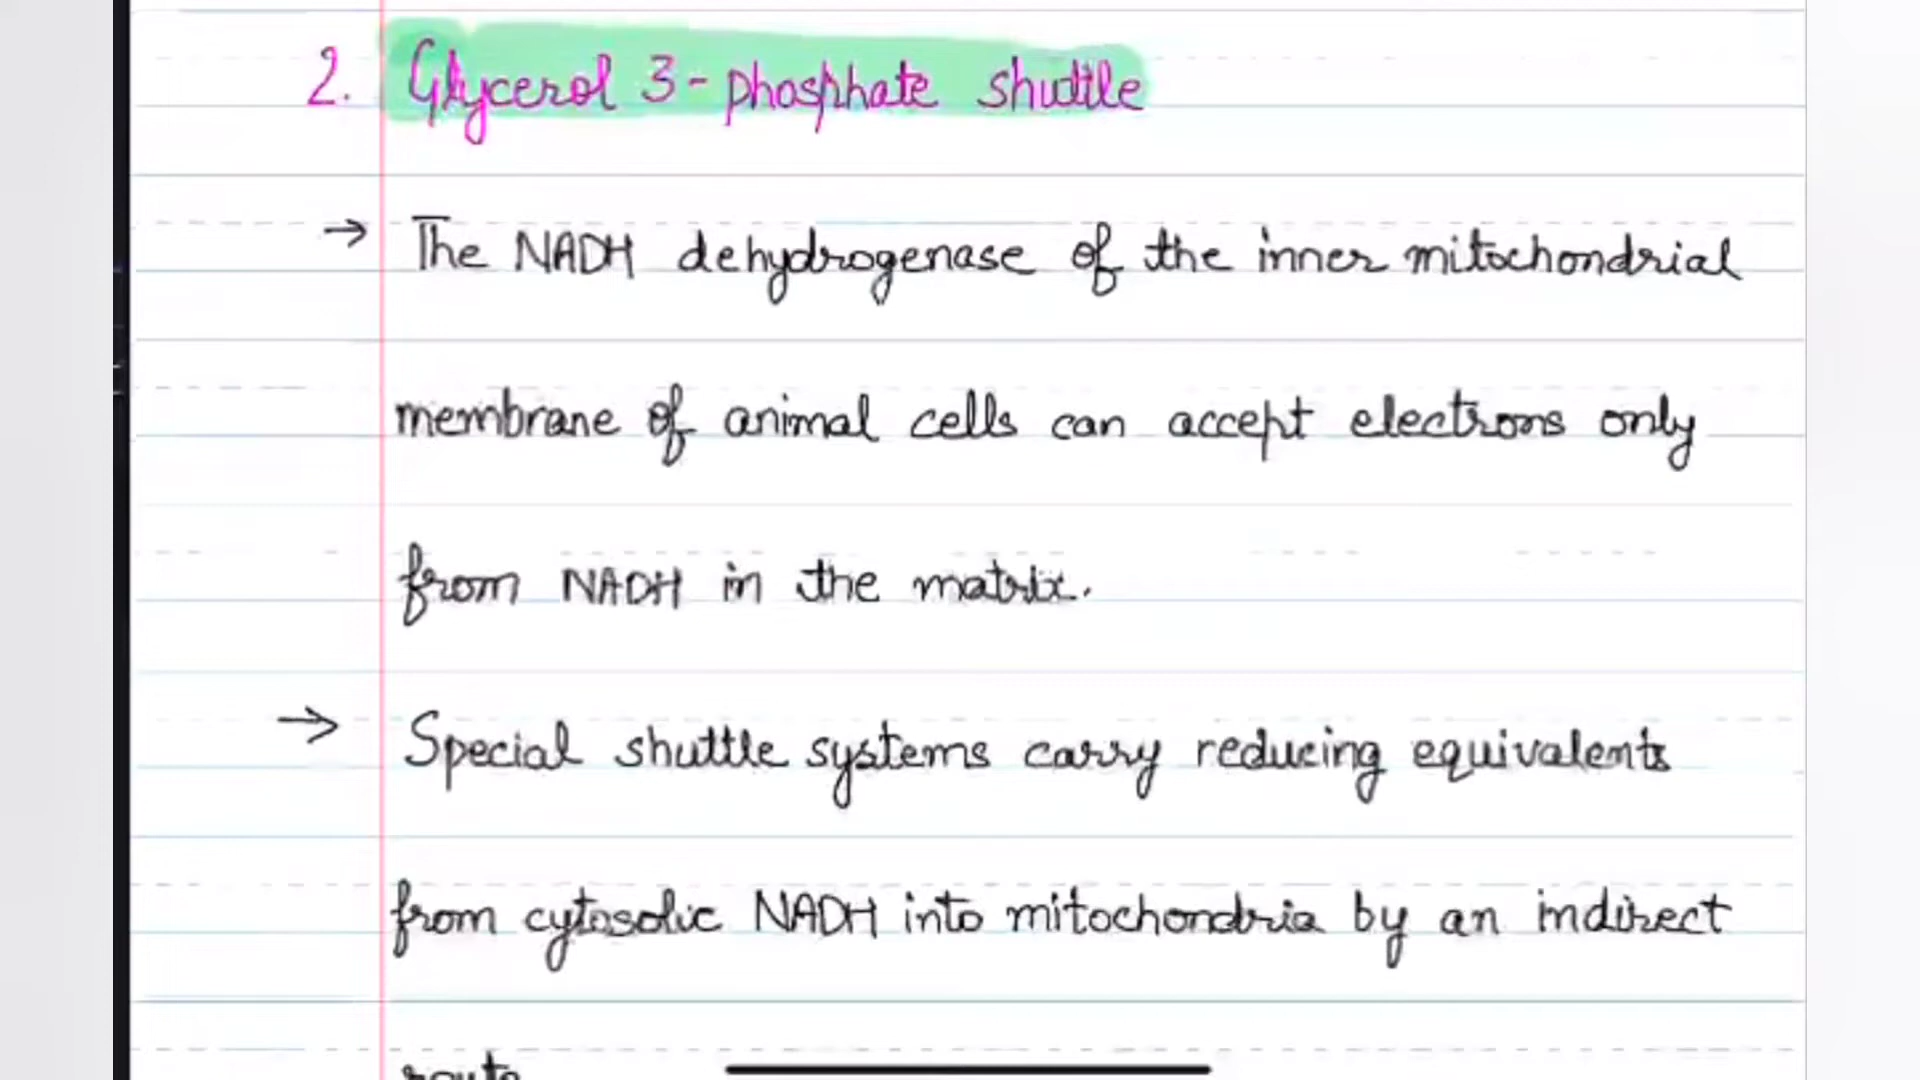 2. Glycerol 3-phosphate shuttle
→ The NADH dehydrogenase of the inner mitochondrial
membrane of animal cells can accept electrons only
from NADH in the matrix.
→ Special shuttle systems carry reducing equivalents
from cytosolic NADH into mitochondria by an indirect
route